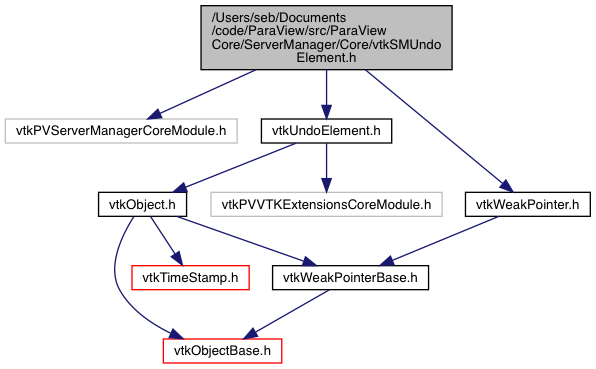 /Users/seb/Documents
/code/ParaView/src/ParaView
Core/ServerManager/Core/vtkSMUndo
Element.h
vtkPVServerManagerCoreModule.h
vtkUndoElement.h
vtkObject.h
vtkPVVTKExtensionsCoreModule.h
vtkWeakPointer.h
vtkTimeStamp.h
vtkWeakPointerBase.h
vtkObjectBase.h